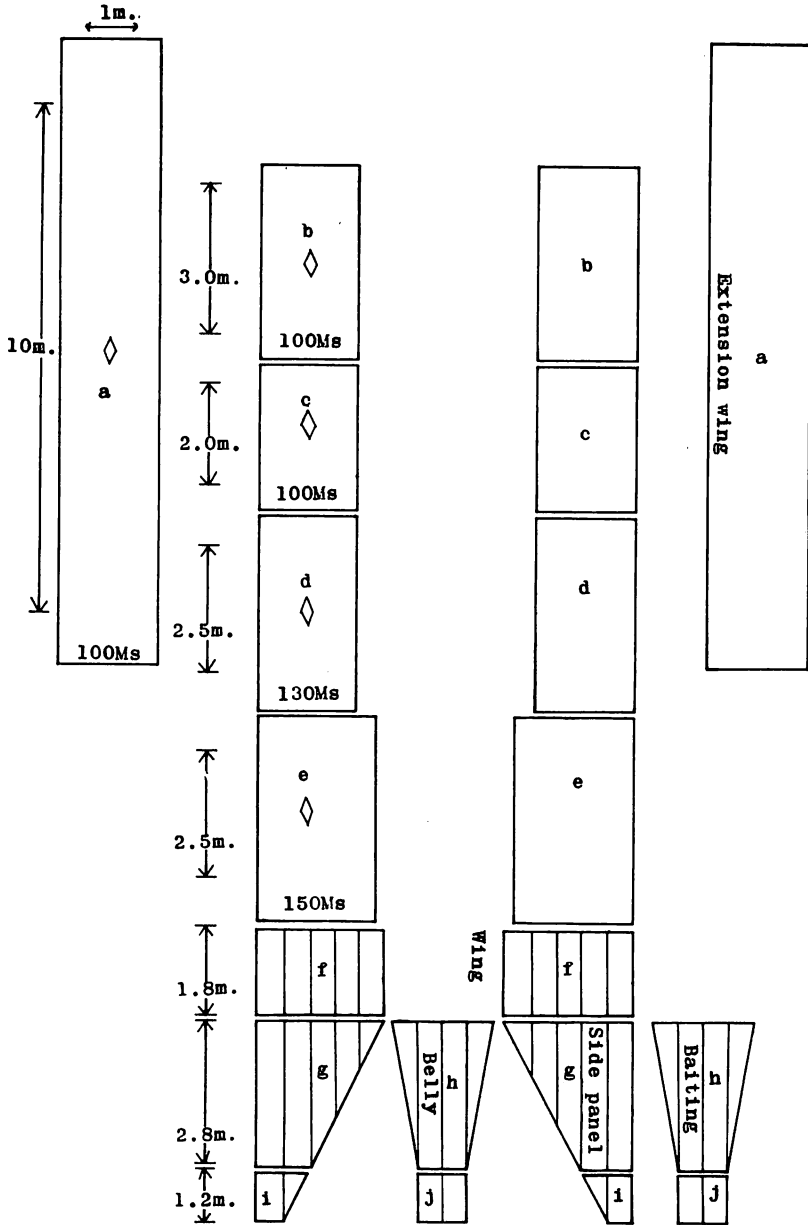 1m.
10m.
a
100Ms
3.0m.
b
100Ms
2.0m.
c
100Ms
2.5m.
d
130Ms
2.5m.
e
150Ms
1.8m.
f
2.8m.
g
1.2m.
i
Belly
h
j
b
c
d
e
Wing
f
g
Side panel
i
Extension wing
a
Baiting
h
j